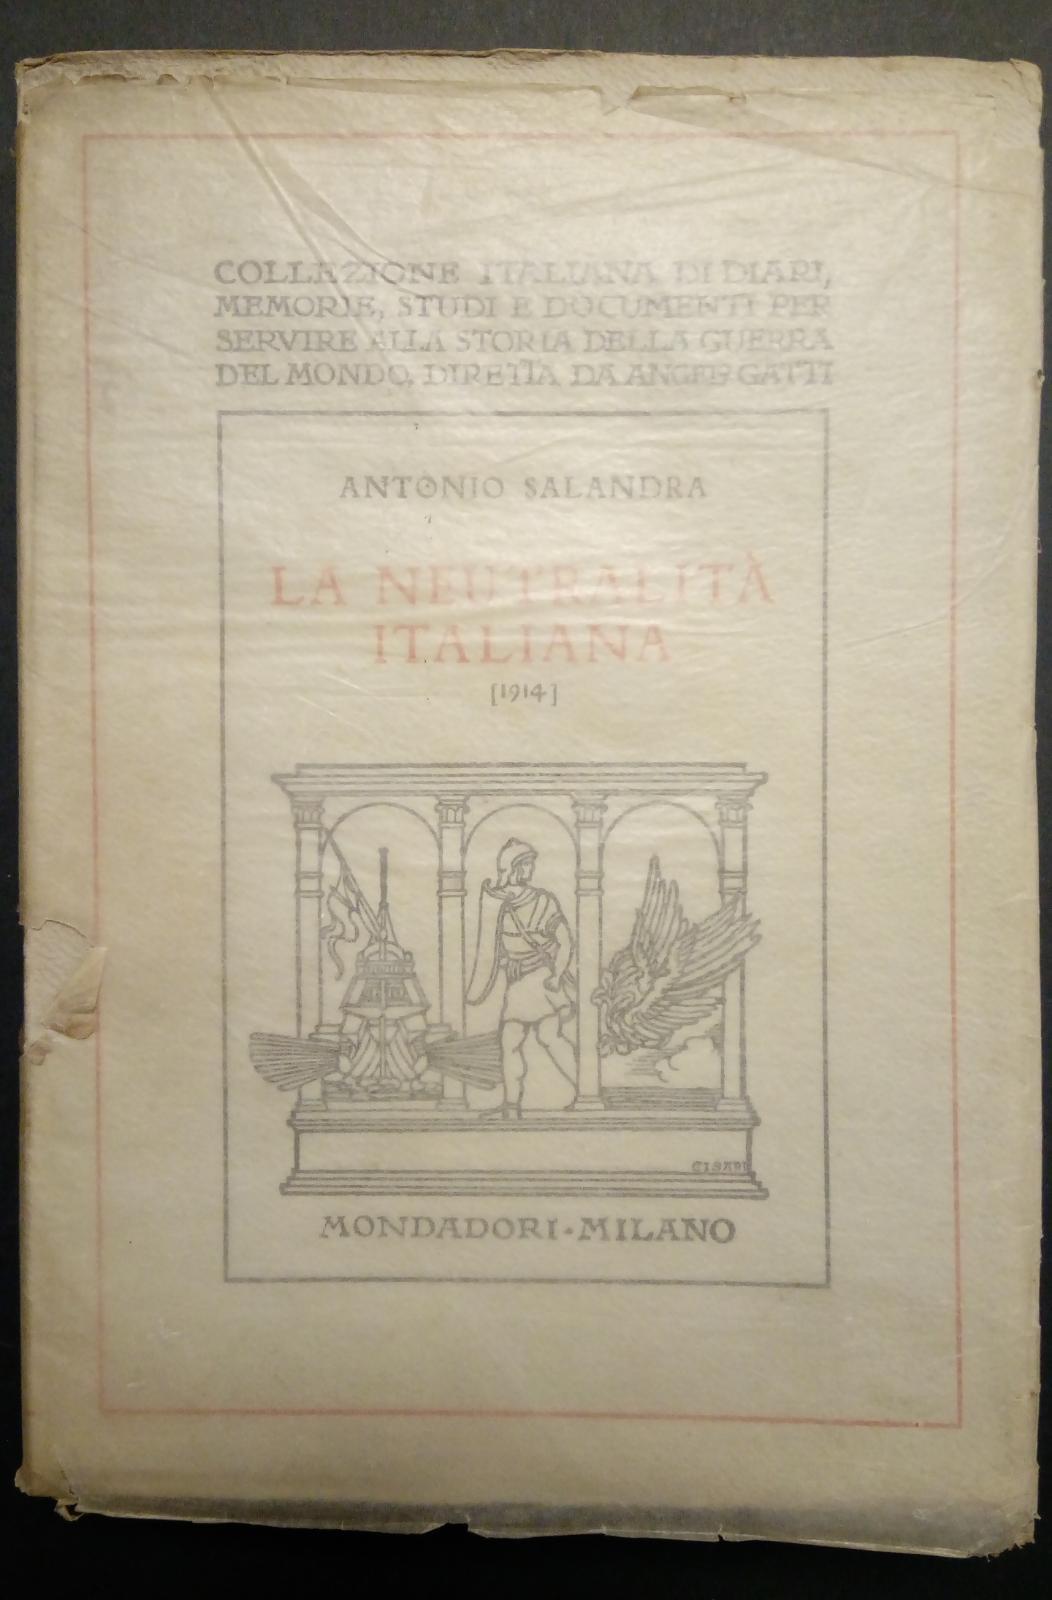 COLLEZIONE ITALIANA DI DIARI,
MEMORIE, STUDI E DOCUMENTI PER
SERVIRE ALLA STORIA DELLA GUERRA
DEL MONDO, DIRETTA DA ANGELO GATTI
ANTONIO SALANDRA
LA NEUTRALITÀ
ITALIANA
[1914]
CISARI
MONDADORI·MILANO